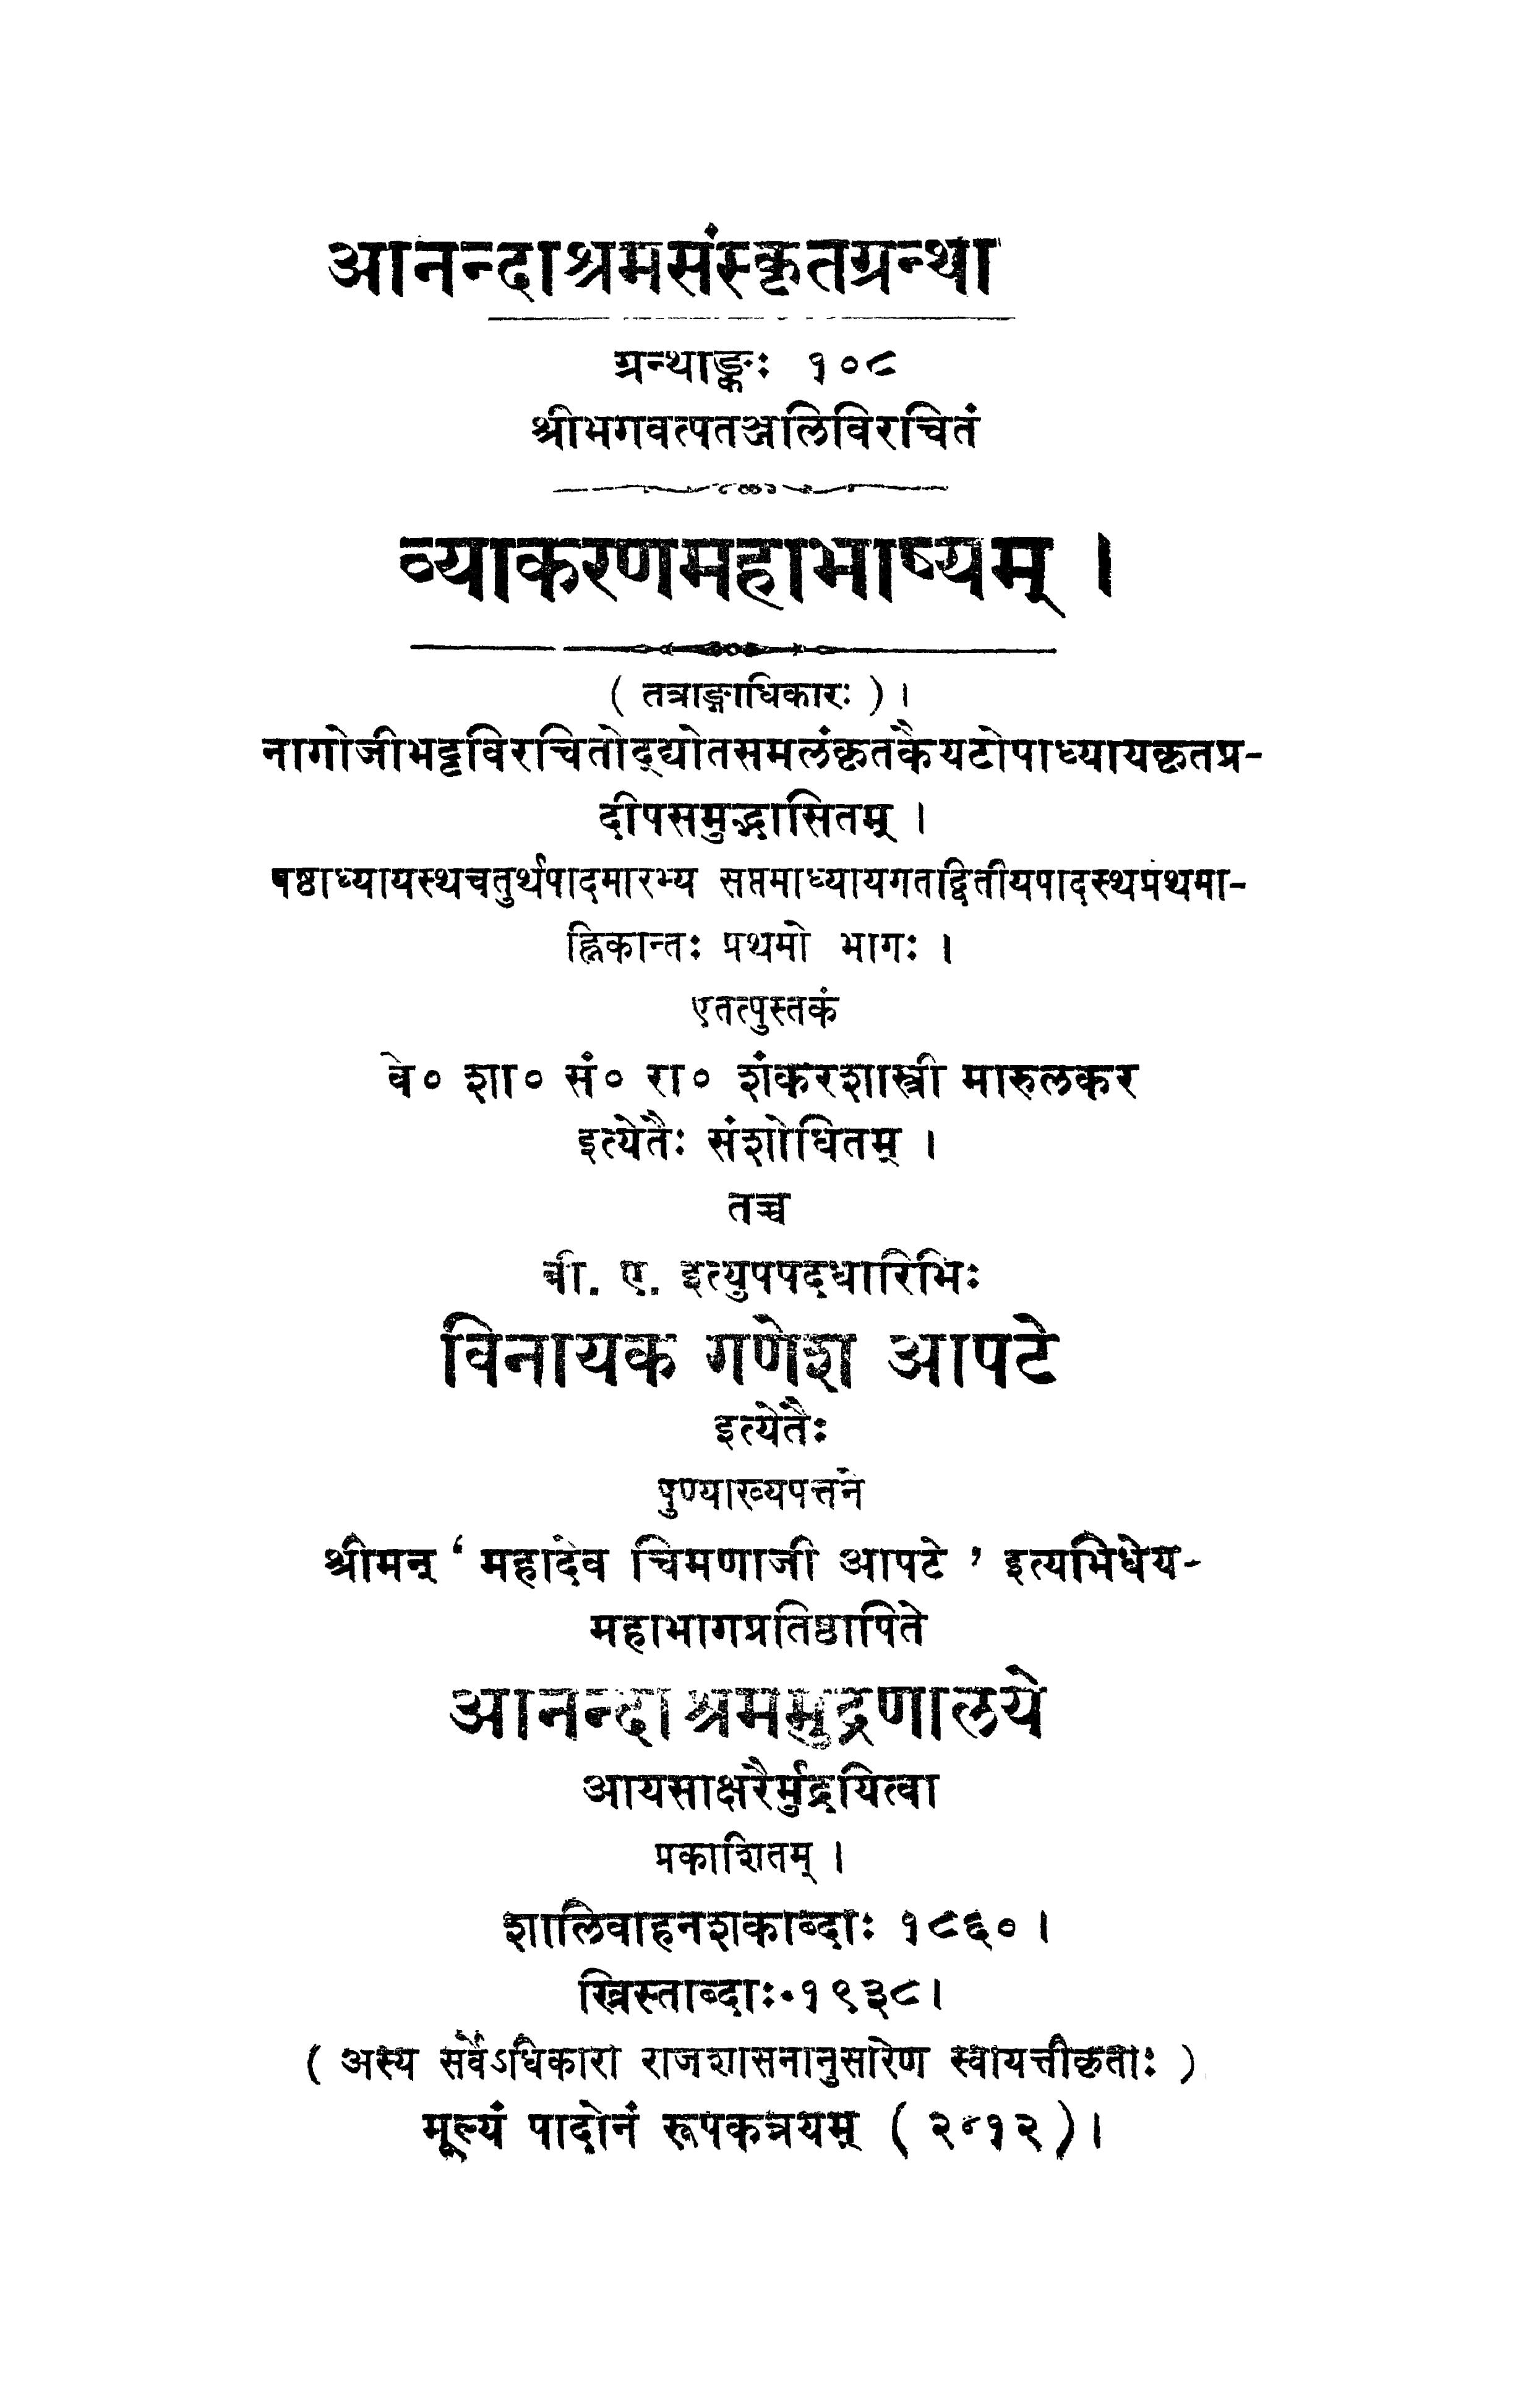 आनन्दाश्रमसंस्कृतग्रन्था
ग्रन्थाङ्कः १०८
श्रीभगवत्पतञ्जलिविरचितं
व्याकरणमहाभाष्यम् ।
( तत्राङ्गाधिकारः ) ।
नागोजीभट्टविरचितोद्द्योतसमलंकृतकैयटोपाध्यायकृतप्र-
दीपसमुद्भासितम् ।
षष्ठाध्यायस्थचतुर्थपादमारभ्य सप्तमाध्यायगतद्वितीयपादस्थप्रथमा-
ह्निकान्तः प्रथमो भागः ।
एतत्पुस्तकं
वे० शा० सं० रा० शंकरशास्त्री मारुलकर
इत्येतैः संशोधितम् ।
तच्च
बी. ए. इत्युपपदधारिभिः
विनायक गणेश आपटे
इत्येतैः
पुण्याख्यपत्तने
श्रीमन् ‘ महादेव चिमणाजी आपटे ’ इत्यभिधेय-
महाभागप्रतिष्ठापिते
आनन्दाश्रममुद्रणालये
आयसाक्षरैर्मुद्रयित्वा
प्रकाशितम् ।
शालिवाहनशकाब्दाः १८६० ।
ख्रिस्ताब्दाः १९३८ ।
( अस्य सर्वेऽधिकारा राजशासनानुसारेण स्वायत्तीकृताः )
मूल्यं पादोनं रूपकत्रयम् ( २-१२ ) ।